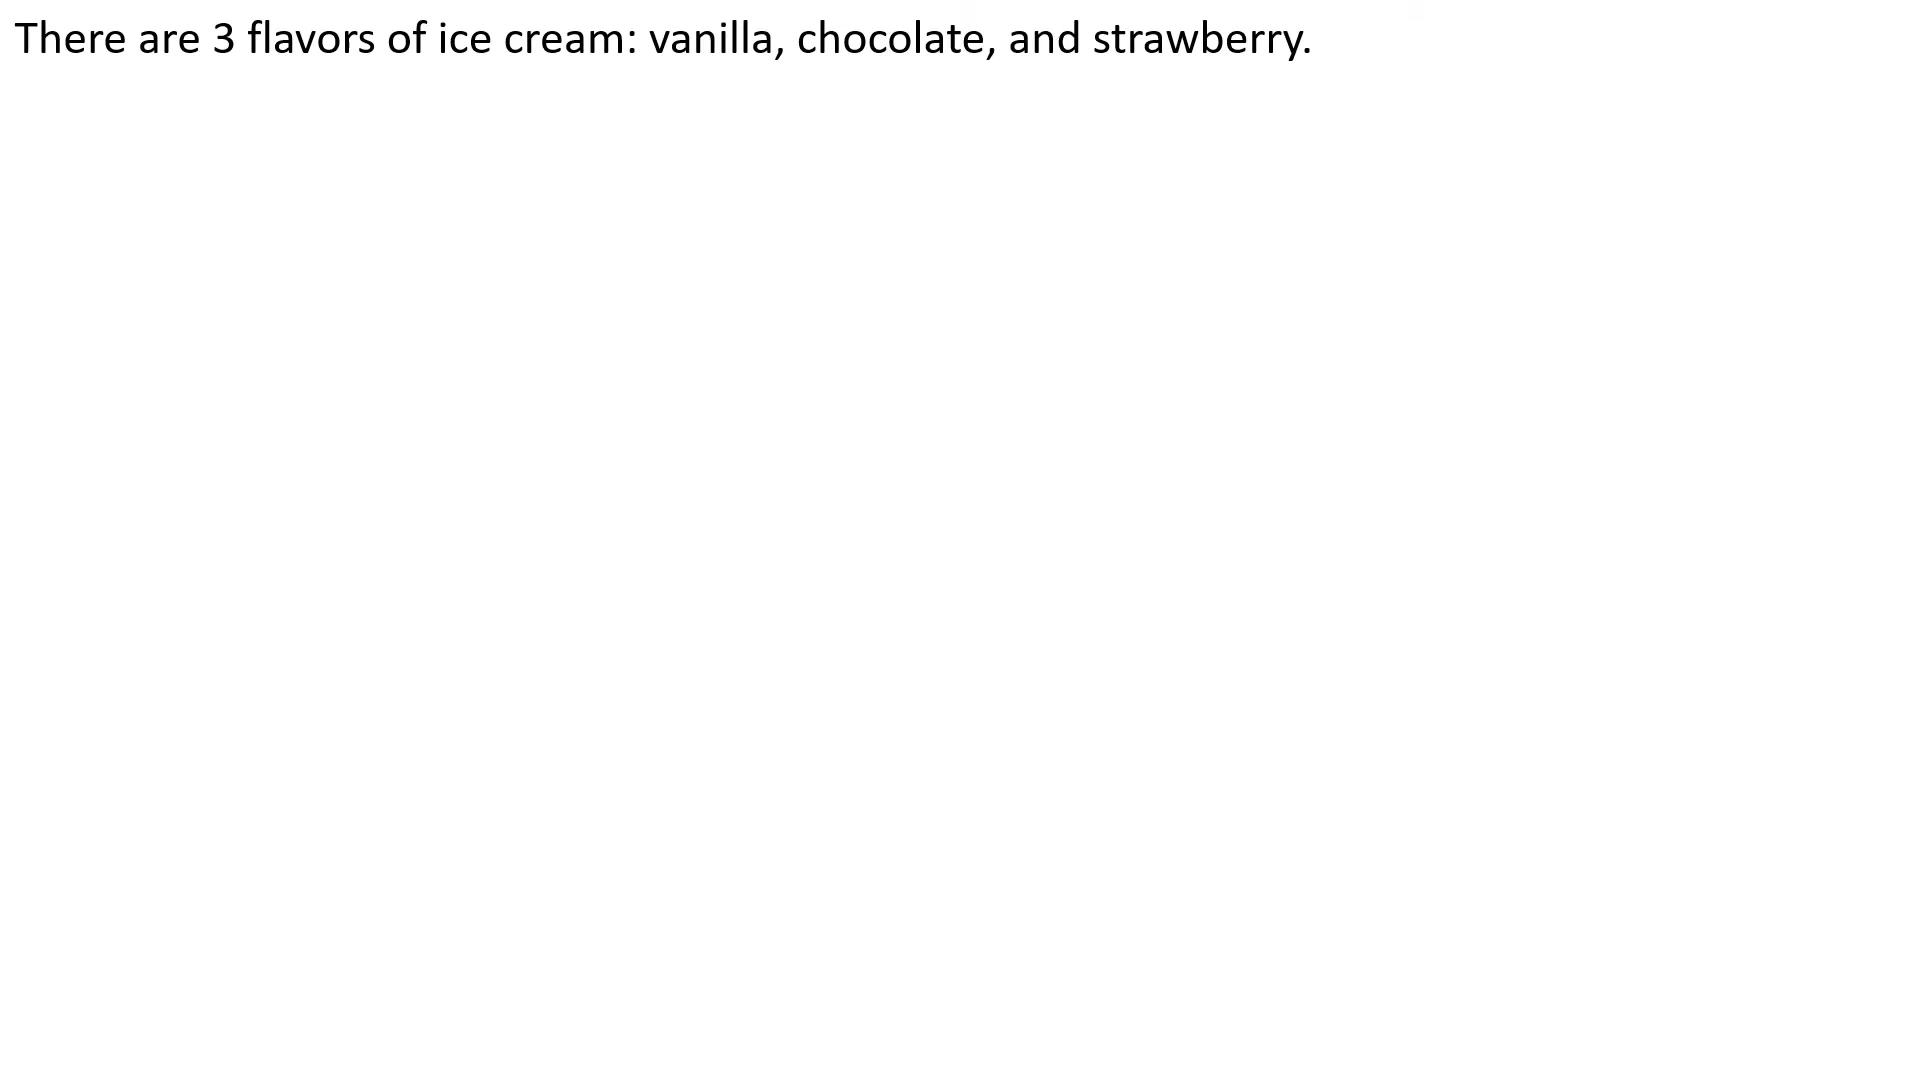 There are 3 flavors of ice cream: vanilla, chocolate, and strawberry.